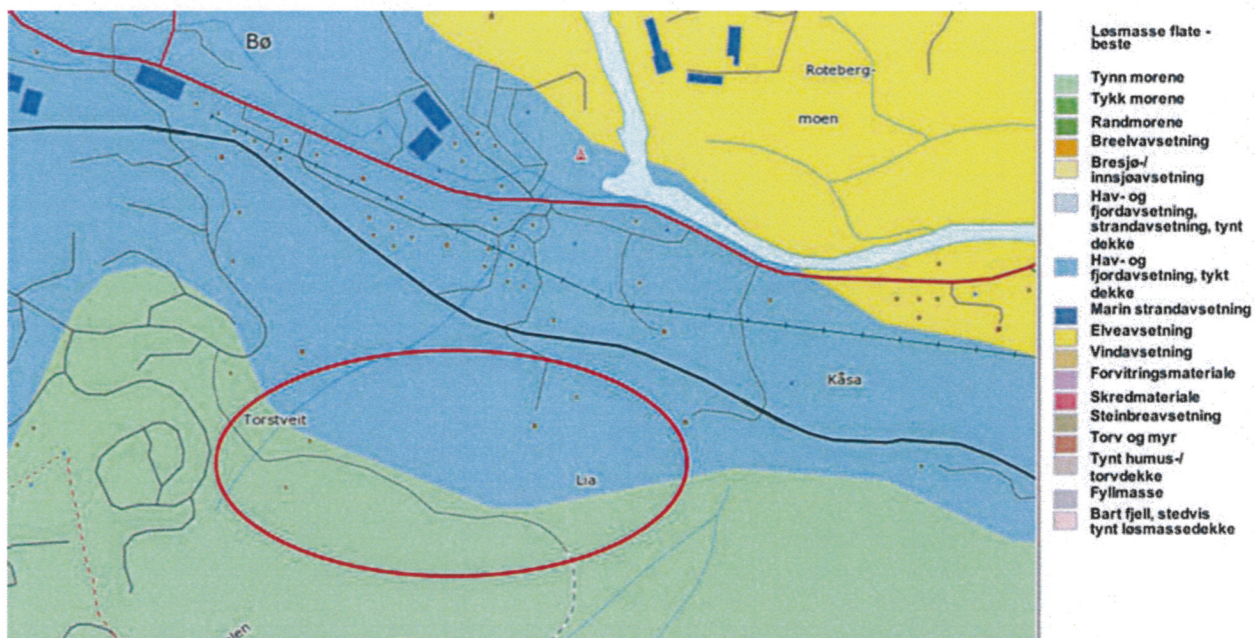 Bø
Roteberg-
moen
Kåsa
Torstveit
Lia
Løsmasse flate -
beste
Tynn morene
Tykk morene
Randmorene
Breelvavsetning
Bresjø-/
innsjøavsetning
Hav- og
fjordavsetning,
strandavsetning, tynt
dekke
Hav- og
fjordavsetning, tykt
dekke
Marin strandavsetning
Elveavsetning
Vindavsetning
Forvitringsmateriale
Skredmateriale
Steinbreavsetning
Torv og myr
Tynt humus-/
torvdekke
Fyllmasse
Bart fjell, stedvis
tynt løsmassedekke